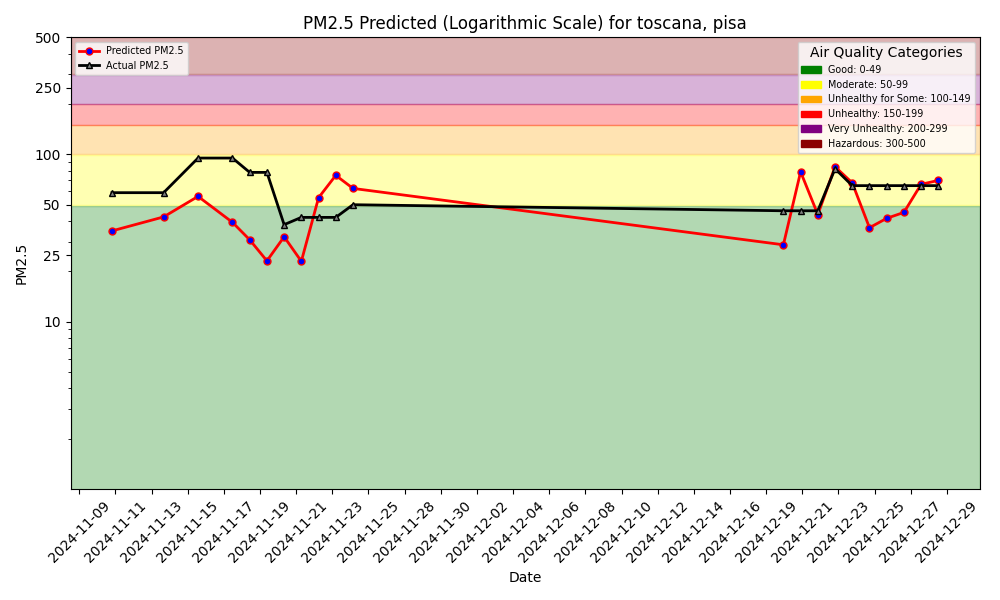 PM2.5 Predicted (Logarithmic Scale) for toscana, pisa
Predicted PM2.5
Actual PM2.5
Air Quality Categories
Good: 0-49
Moderate: 50-99
Unhealthy for Some: 100-149
Unhealthy: 150-199
Very Unhealthy: 200-299
Hazardous: 300-500
PM2.5
500
250
100
50
25
10
2024-11-09
2024-11-11
2024-11-13
2024-11-15
2024-11-17
2024-11-19
2024-11-21
2024-11-23
2024-11-25
2024-11-28
2024-11-30
2024-12-02
2024-12-04
2024-12-06
2024-12-08
2024-12-10
2024-12-12
2024-12-14
2024-12-16
2024-12-19
2024-12-21
2024-12-23
2024-12-25
2024-12-27
2024-12-29
Date